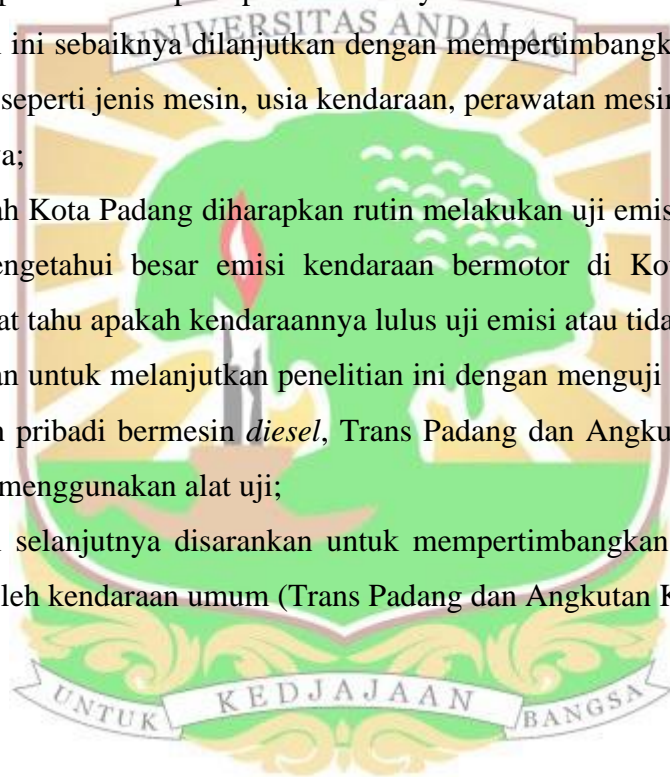 UNIVERSITAS ANDALAS
ini sebaiknya dilanjutkan dengan mempertimbangk
seperti jenis mesin, usia kendaraan, perawatan mesin
ah Kota Padang diharapkan rutin melakukan uji emis
engetahui besar emisi kendaraan bermotor di Ko
at tahu apakah kendaraannya lulus uji emisi atau tida
an untuk melanjutkan penelitian ini dengan menguji
pribadi bermesin diesel, Trans Padang dan Angku
menggunakan alat uji;
selanjutnya disarankan untuk mempertimbangkan
leh kendaraan umum (Trans Padang dan Angkutan K
UNTUK KEDJAJAAN BANGSA